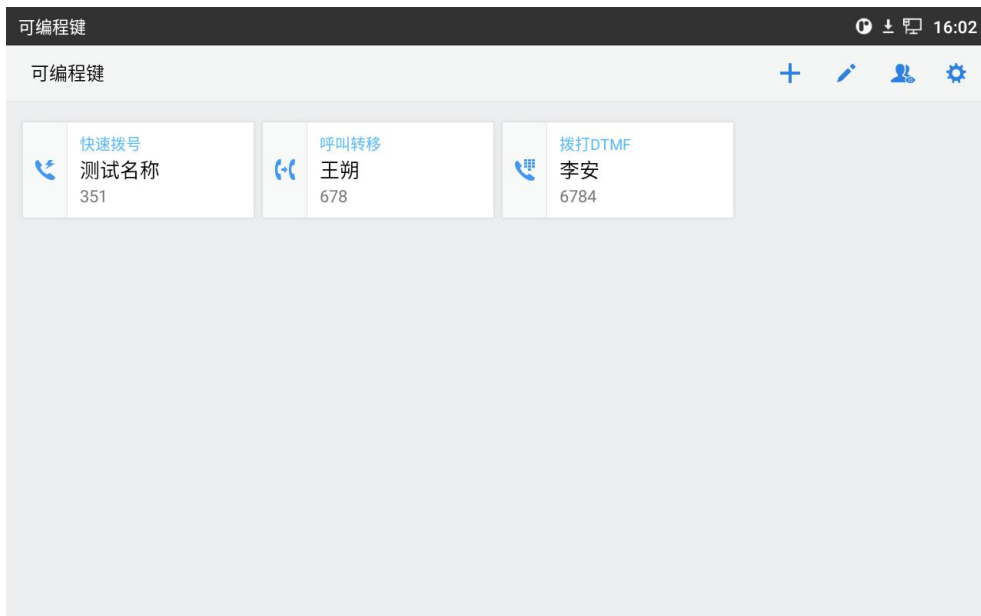 可编程键
16:02
可编程键
快速拨号
测试名称
351
呼叫转移
王朔
678
拨打DTMF
李安
6784